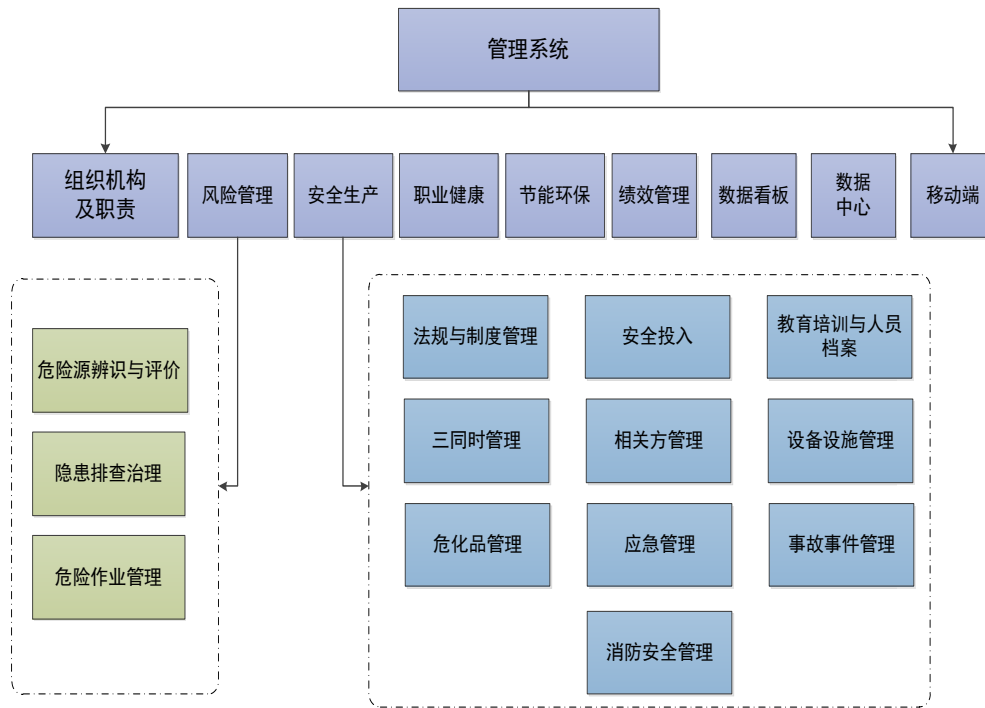 管理系统
组织机构
及职责
风险管理
安全生产
职业健康
节能环保
绩效管理
数据看板
数据
中心
移动端
危险源辨识与评价
隐患排查治理
危险作业管理
法规与制度管理
安全投入
教育培训与人员
档案
三同时管理
相关方管理
设备设施管理
危化品管理
应急管理
事故事件管理
消防安全管理